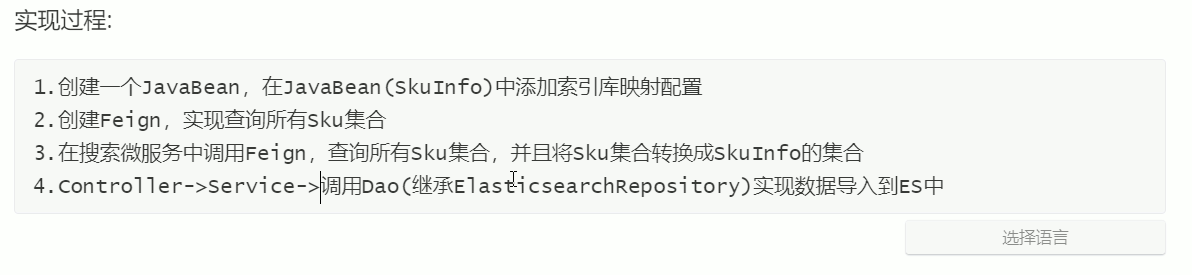 实现过程:
1.创建一个JavaBean，在JavaBean(SkuInfo)中添加索引库映射配置
2.创建Feign，实现查询所有Sku集合
3.在搜索微服务中调用Feign，查询所有Sku集合，并且将Sku集合转换成SkuInfo的集合
4.Controller->Service->调用Dao(继承ElasticsearchRepository)实现数据导入到ES中
选择语言